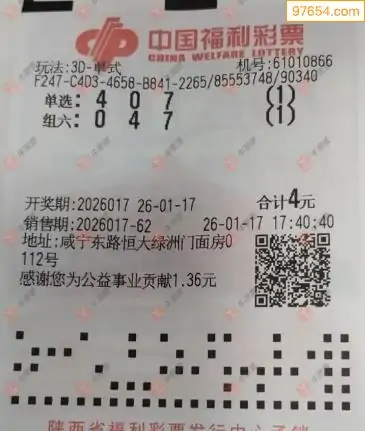 97654.com
中国福利彩票
CHINA WELFARE LOTTERY
玩法:3D-单式 机号:61010866
F247-C4D3-4658-B841-2265/85553748/90340
单选: 4 0 7 (1)
组六: 0 4 7 (1)
开奖期:2026017 26-01-17 合计4元
销售期:2026017-62 26-01-17 17:40:40
地址:咸宁东路恒大绿洲门面房0
112号
感谢您为公益事业贡献1.36元
陕西省福利彩票发行中心承销